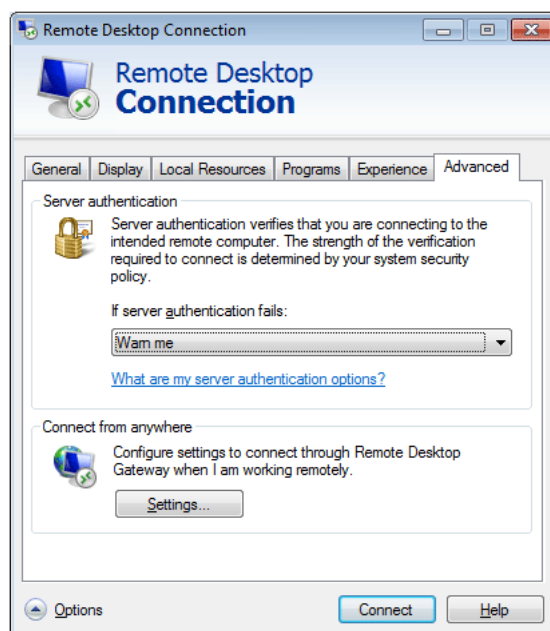 Remote Desktop Connection
Remote Desktop
Connection
General Display Local Resources Programs Experience Advanced
Server authentication
Server authentication verifies that you are connecting to the
intended remote computer. The strength of the verification
required to connect is determined by your system security
policy.
If server authentication fails:
Warn me
What are my server authentication options?
Connect from anywhere
Configure settings to connect through Remote Desktop
Gateway when I am working remotely.
Settings...
Options Connect Help